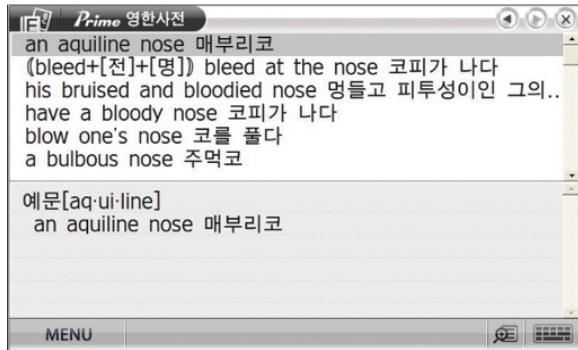 Prime 영한사전
an aquiline nose 매부리코
(bleed+[전]+[명]) bleed at the nose 코피가 나다
his bruised and bloodied nose 멍들고 피투성이인 그의..
have a bloody nose 코피가 나다
blow one's nose 코를 풀다
a bulbous nose 주먹코
예문[aq·ui·line]
an aquiline nose 매부리코
MENU